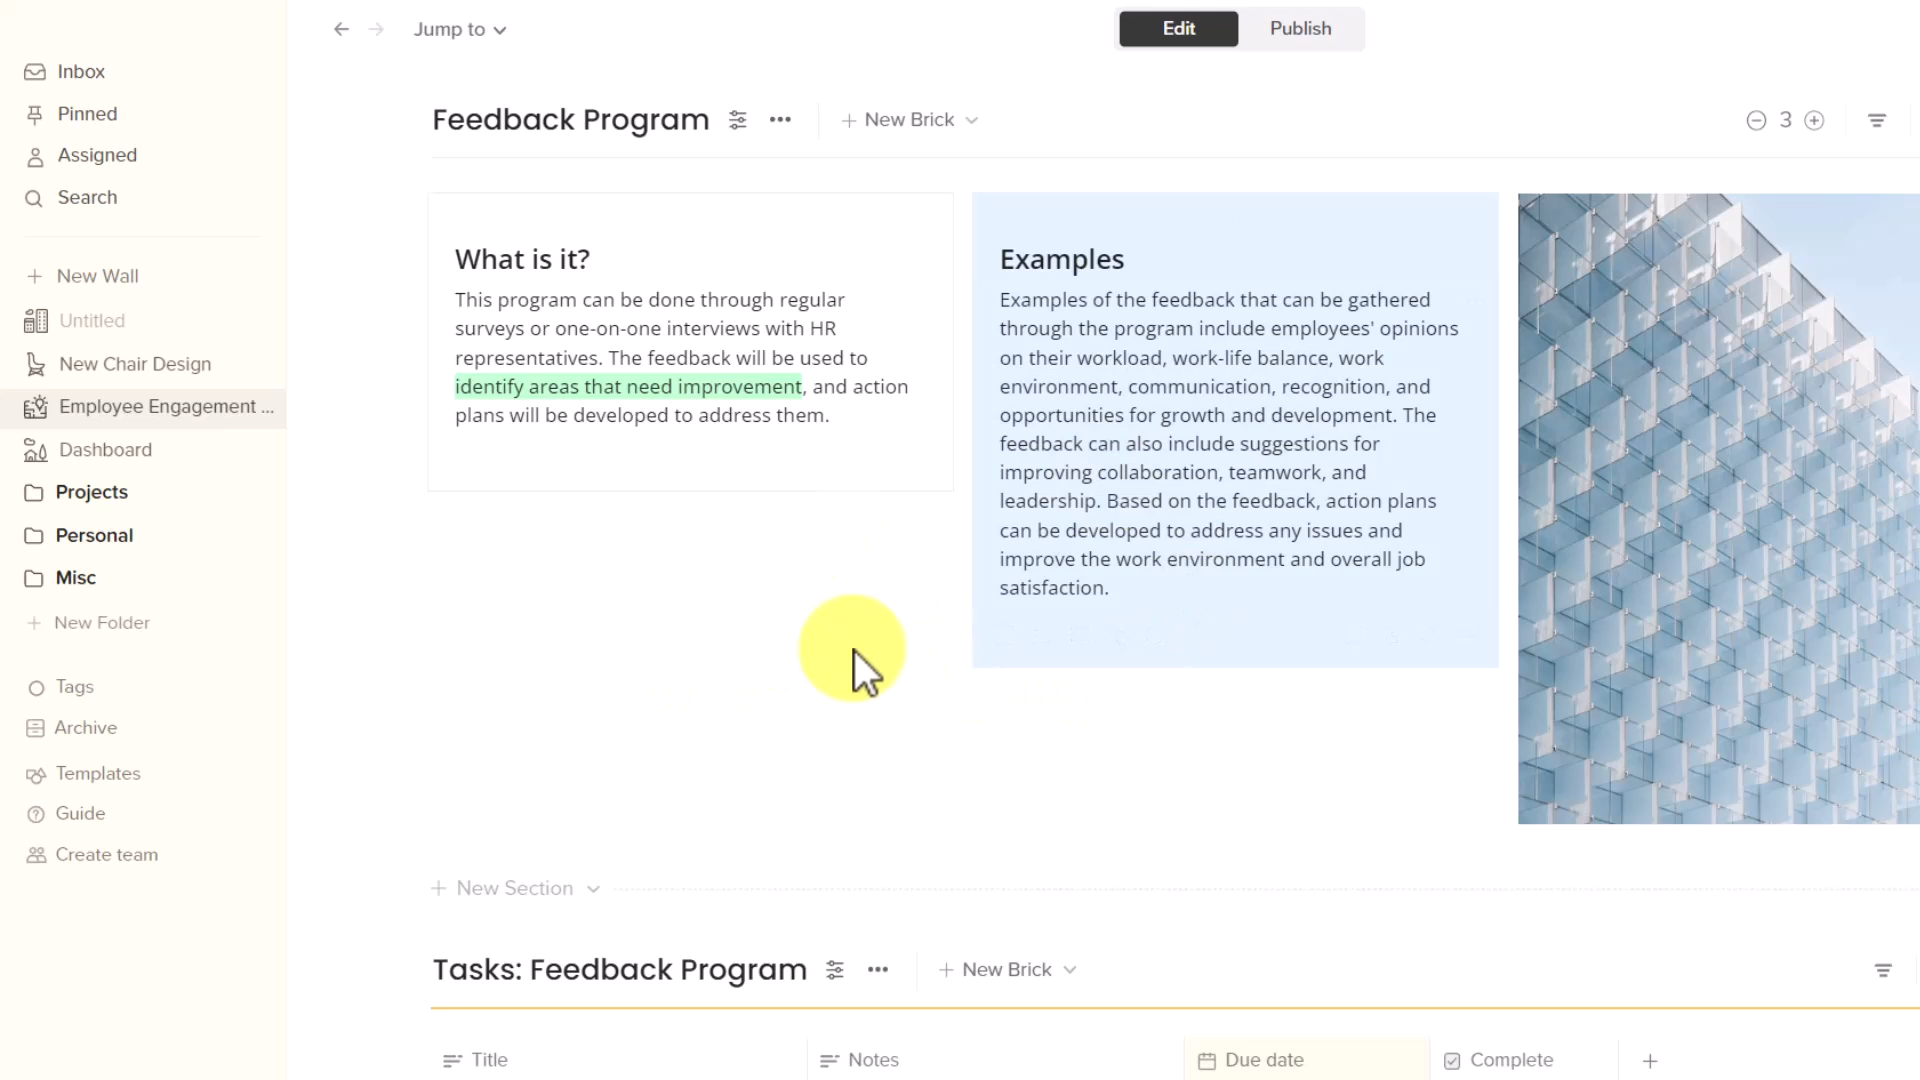 Jump to
Edit
Publish
Inbox
Pinned
Assigned
Search
New Wall
Untitled
New Chair Design
Employee Engagement ...
Dashboard
Projects
Personal
Misc
New Folder
Tags
Archive
Templates
Guide
Create team
Feedback Program
New Brick
3
What is it?
This program can be done through regular
surveys or one-on-one interviews with HR
representatives. The feedback will be used to
identify areas that need improvement, and action
plans will be developed to address them.
Examples
Examples of the feedback that can be gathered
through the program include employees' opinions
on their workload, work-life balance, work
environment, communication, recognition, and
opportunities for growth and development. The
feedback can also include suggestions for
improving collaboration, teamwork, and
leadership. Based on the feedback, action plans
can be developed to address any issues and
improve the work environment and overall job
satisfaction.
New Section
Tasks: Feedback Program
New Brick
Title
Notes
Due date
Complete